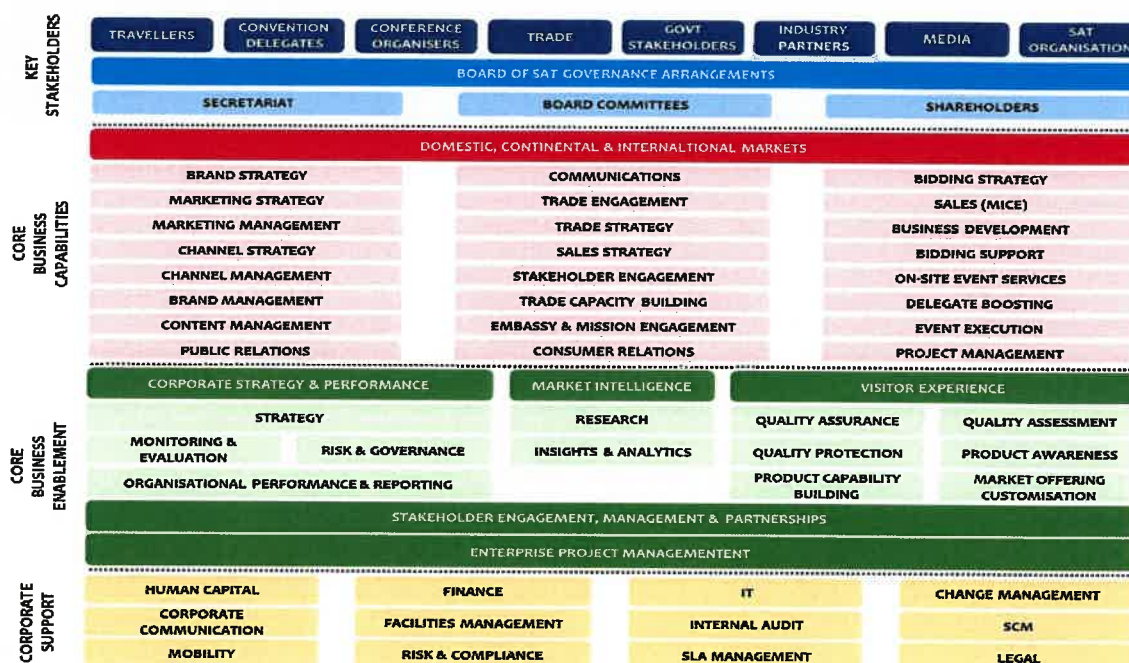 KEY STAKEHOLDERS
TRAVELLERS
CONVENTION
DELEGATES
CONFERENCE
ORGANISERS
TRADE
GOVT
STAKEHOLDERS
INDUSTRY
PARTNERS
MEDIA
SAT
ORGANISATION
BOARD OF SAT GOVERNANCE ARRANGEMENTS
SECRETARIAT
BOARD COMMITTEES
SHAREHOLDERS
CORE
BUSINESS
CAPABILITIES
DOMESTIC, CONTINENTAL & INTERNALTIONAL MARKETS
BRAND STRATEGY
MARKETING STRATEGY
MARKETING MANAGEMENT
CHANNEL STRATEGY
CHANNEL MANAGEMENT
BRAND MANAGEMENT
CONTENT MANAGEMENT
PUBLIC RELATIONS
COMMUNICATIONS
TRADE ENGAGEMENT
TRADE STRATEGY
SALES STRATEGY
STAKEHOLDER ENGAGEMENT
TRADE CAPACITY BUILDING
EMBASSY & MISSION ENGAGEMENT
CONSUMER RELATIONS
BIDDING STRATEGY
SALES (MICE)
BUSINESS DEVELOPMENT
BIDDING SUPPORT
ON-SITE EVENT SERVICES
DELEGATE BOOSTING
EVENT EXECUTION
PROJECT MANAGEMENT
CORE
BUSINESS
ENABLEMENT
CORPORATE STRATEGY & PERFORMANCE
STRATEGY
MONITORING &
EVALUATION
RISK & GOVERNANCE
ORGANISATIONAL PERFORMANCE & REPORTING
MARKET INTELLIGENCE
RESEARCH
INSIGHTS & ANALYTICS
VISITOR EXPERIENCE
QUALITY ASSURANCE
QUALITY ASSESSMENT
QUALITY PROTECTION
PRODUCT AWARENESS
PRODUCT CAPABILITY
BUILDING
MARKET OFFERING
CUSTOMISATION
STAKEHOLDER ENGAGEMENT, MANAGEMENT & PARTNERSHIPS
ENTERPRISE PROJECT MANAGEMENTENT
CORPORATE
SUPPORT
HUMAN CAPITAL
FINANCE
IT
CHANGE MANAGEMENT
CORPORATE
COMMUNICATION
FACILITIES MANAGEMENT
INTERNAL AUDIT
SCM
MOBILITY
RISK & COMPLIANCE
SLA MANAGEMENT
LEGAL